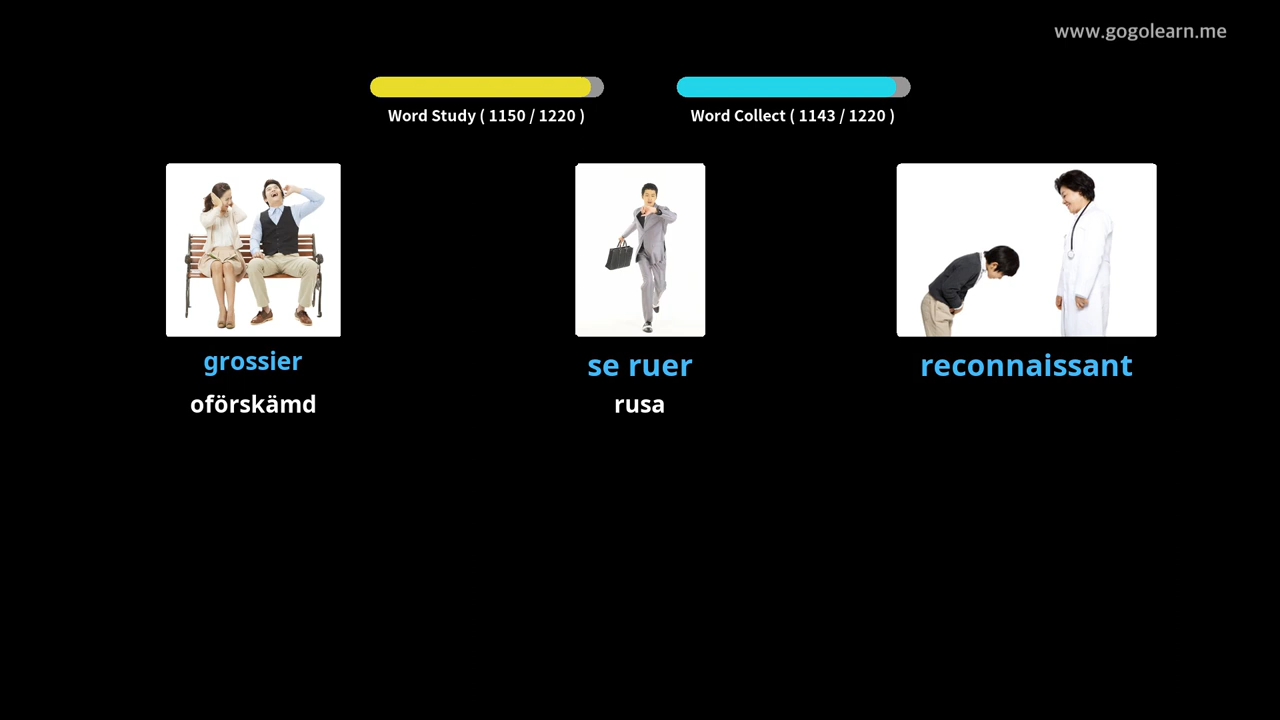 www.gogolearn.me
Word Study ( 1150 / 1220 )
Word Collect ( 1143 / 1220 )
grossier
oförskämd
se ruer
rusa
reconnaissant